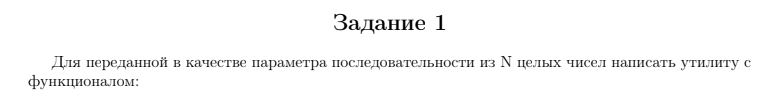 Задание 1
Для переданной в качестве параметра последовательности из N целых чисел написать утилиту с
функционалом: